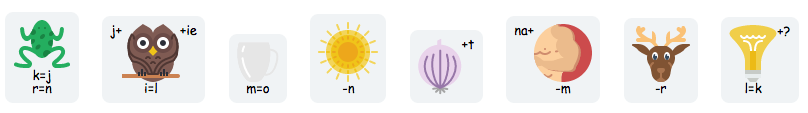 k=j
r=n
j+ +ie
i=l
m=o
-n
+t
na+
-m
-r
+?
l=k